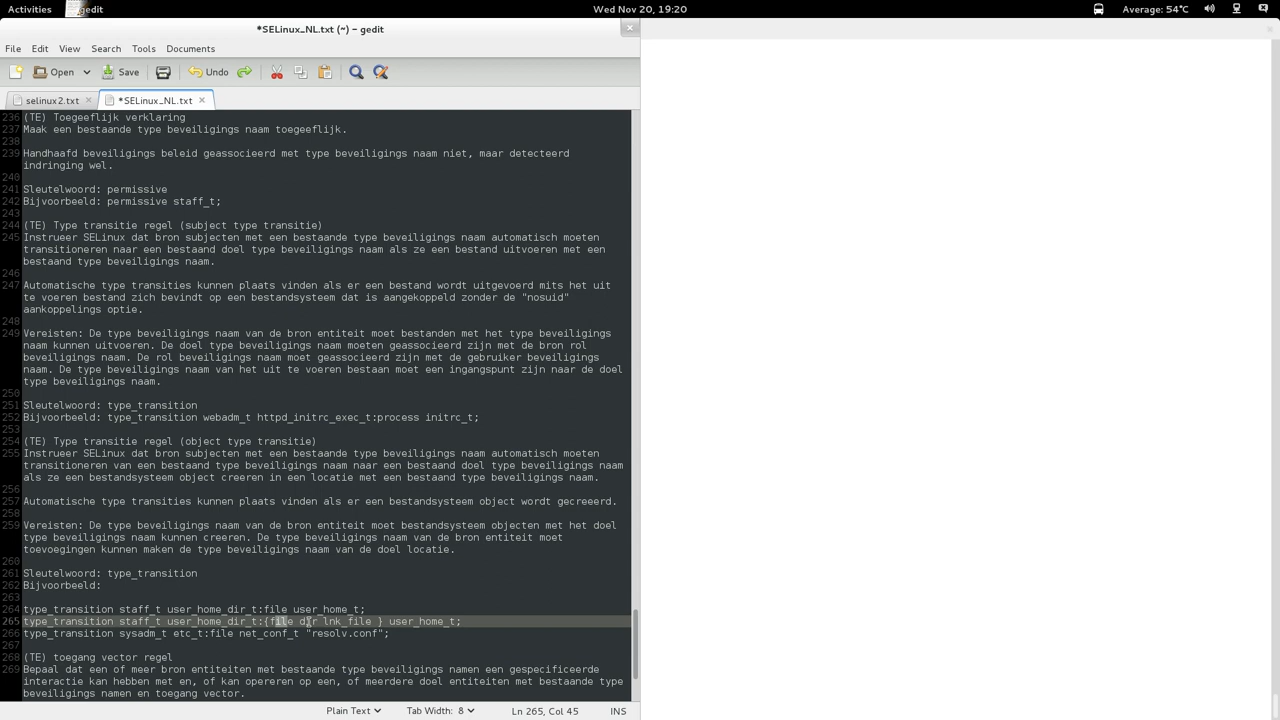 Activities gedit Wed Nov 20, 19:20 Average: 54°C
*SELinux_NL.txt (~) - gedit
File Edit View Search Tools Documents
Open Save Undo
selinux2.txt *SELinux_NL.txt
236 (TE) Toegeeflijk verklaring
237 Maak een bestaande type beveiligings naam toegeeflijk.
238
239 Handhaafd beveiligings beleid geassocieerd met type beveiligings naam niet, maar detecteerd
indringing wel.
240
241 Sleutelwoord: permissive
242 Bijvoorbeeld: permissive staff_t;
243
244 (TE) Type transitie regel (subject type transitie)
245 Instrueer SELinux dat bron subjecten met een bestaande type beveiligings naam automatisch moeten
transitioneren naar een bestaand doel type beveiligings naam als ze een bestand uitvoeren met een
bestaand type beveiligings naam.
246
247 Automatische type transities kunnen plaats vinden als er een bestand wordt uitgevoerd mits het uit
te voeren bestand zich bevindt op een bestandsysteem dat is aangekoppeld zonder de "nosuid"
aankoppelings optie.
248
249 Vereisten: De type beveiligings naam van de bron entiteit moet bestanden met het type beveiligings
naam kunnen uitvoeren. De doel type beveiligings naam moeten geassocieerd zijn met de bron rol
beveiligings naam. De rol beveiligings naam moet geassocieerd zijn met de gebruiker beveiligings
naam. De type beveiligings naam van het uit te voeren bestaan moet een ingangspunt zijn naar de doel
type beveiligings naam.
250
251 Sleutelwoord: type_transition
252 Bijvoorbeeld: type_transition webadm_t httpd_initrc_exec_t:process initrc_t;
253
254 (TE) Type transitie regel (object type transitie)
255 Instrueer SELinux dat bron subjecten met een bestaande type beveiligings naam automatisch moeten
transitioneren van een bestaand type beveiligings naam naar een bestaand doel type beveiligings naam
als ze een bestandsysteem object creeren in een locatie met een bestaand type beveiligings naam.
256
257 Automatische type transities kunnen plaats vinden als er een bestandsystem object wordt gecreeerd.
258
259 Vereisten: De type beveiligings naam van de bron entiteit moet bestandsysteem objecten met het doel
type beveiligings naam kunnen creeren. De type beveiligings naam van de bron entiteit moet
toevoegingen kunnen maken de type beveiligings naam van de doel locatie.
260
261 Sleutelwoord: type_transition
262 Bijvoorbeeld:
263
264 type_transition staff_t user_home_dir_t:file user_home_t;
265 type_transition staff_t user_home_dir_t:{file dir lnk_file } user_home_t;
266 type_transition sysadm_t etc_t:file net_conf_t "resolv.conf";
267
268 (TE) toegang vector regel
269 Bepaal dat een of meer bron entiteiten met bestaande type beveiligings namen een gespecificeerde
interactie kan hebben met en, of kan opereren op een, of meerdere doel entiteiten met bestaande type
beveiligings namen en toegang vector.
Plain Text Tab Width: 8 Ln 265, Col 45 INS